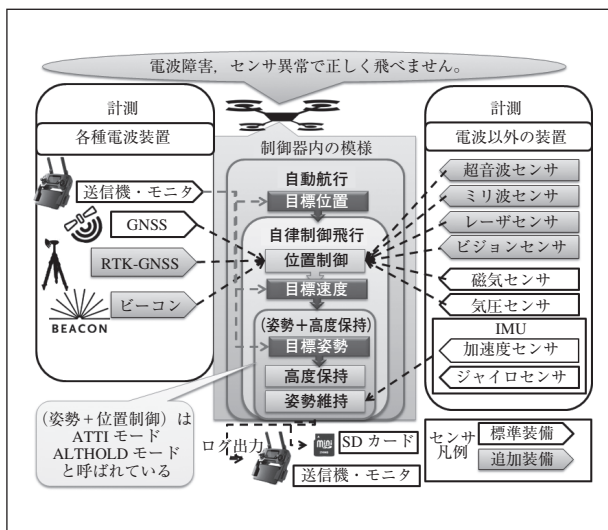 電波障害，センサ異常で正しく飛べません。
計測
各種電波装置
送信機・モニタ
GNSS
RTK-GNSS
ビーコン
BEACON
制御器内の模様
自動航行
目標位置
自律制御飛行
位置制御
目標速度
(姿勢＋高度保持)
目標姿勢
高度保持
姿勢維持
計測
電波以外の装置
超音波センサ
ミリ波センサ
レーザセンサ
ビジョンセンサ
磁気センサ
気圧センサ
IMU
加速度センサ
ジャイロセンサ
(姿勢＋位置制御) は
ATTI モード
ALTHOLD モード
と呼ばれている
ログ出力
mini
SD カード
送信機・モニタ
センサ
凡例
標準装備
追加装備